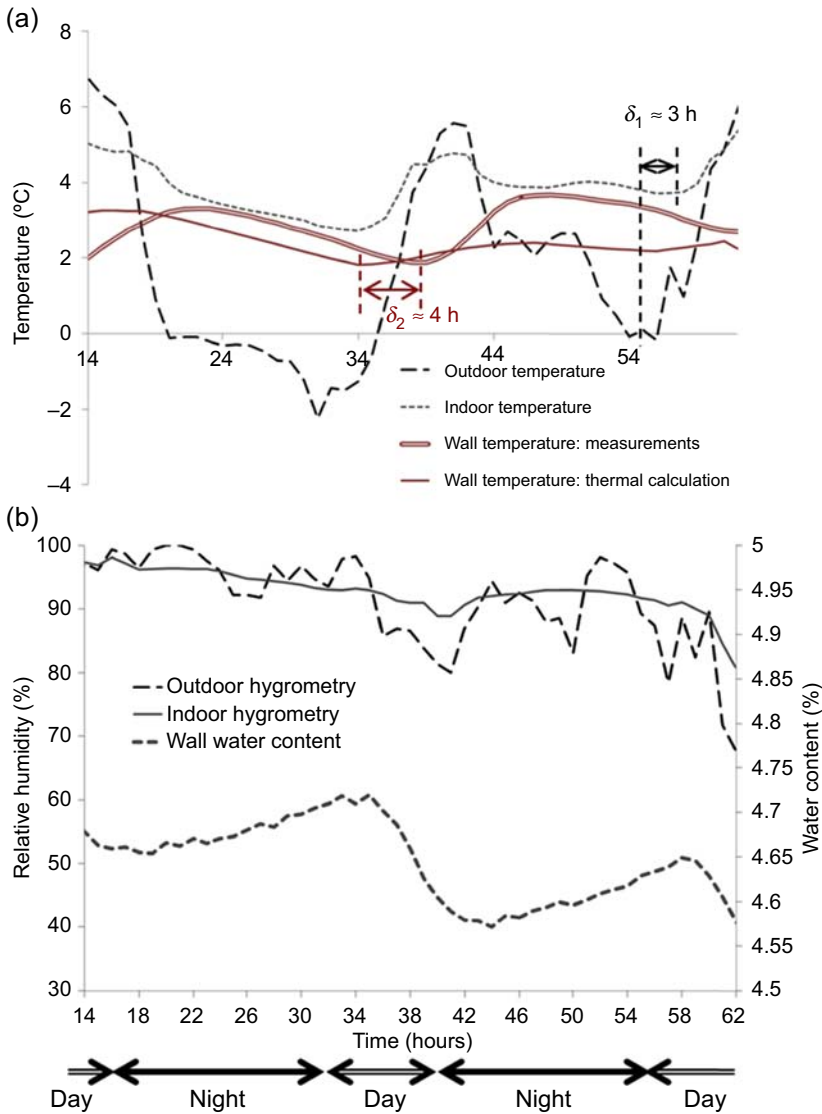 (a)
8
6
4
2
0
–2
–4
Temperature (ºC)
14
24
34
44
54
δ1 ≈ 3 h
δ2 ≈ 4 h
Outdoor temperature
Indoor temperature
Wall temperature: measurements
Wall temperature: thermal calculation
(b)
100
90
80
70
60
50
40
30
Relative humidity (%)
5
4.95
4.9
4.85
4.8
4.75
4.7
4.65
4.6
4.55
4.5
Water content (%)
Outdoor hygrometry
Indoor hygrometry
Wall water content
14 18 22 26 30 34 38 42 46 50 54 58 62
Time (hours)
Day Night Day Night Day